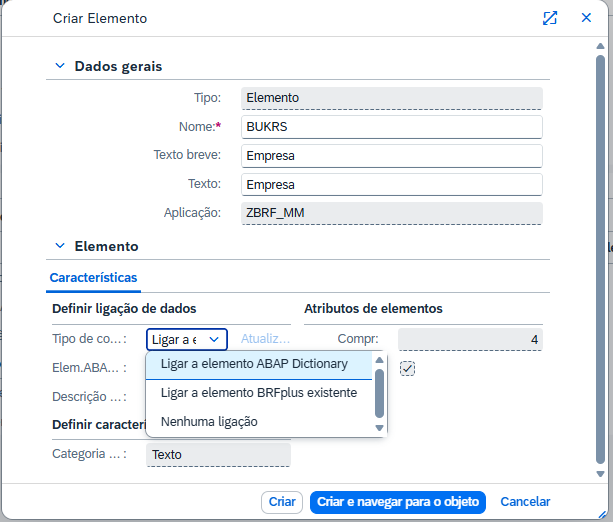 Criar Elemento
Dados gerais
Tipo: Elemento
Nome:* BUKRS
Texto breve: Empresa
Texto: Empresa
Aplicação: ZBRF_MM
Elemento
Características
Definir ligação de dados Atributos de elementos
Tipo de co... : Ligar a e Atualiz... Compr: 4
Ligar a elemento ABAP Dictionary
Elem.ABA... :
Ligar a elemento BRFplus existente
Descrição :
Nenhuma ligação
Definir caracterí
Categoria ... : Texto
Criar Criar e navegar para o objeto Cancelar